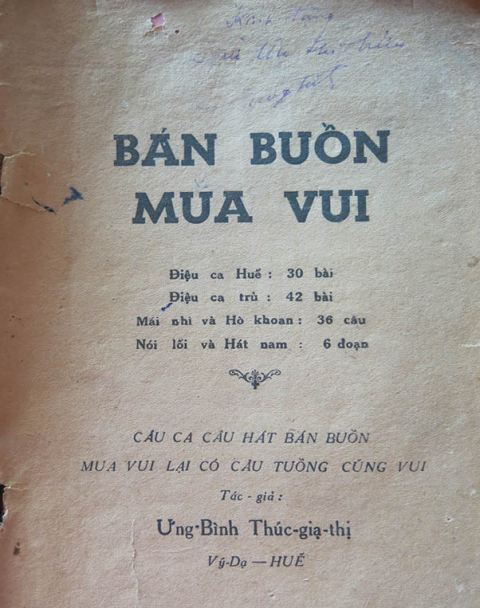 Kính tặng
BÁN BUỒN
MUA VUI
Điệu ca Huế : 30 bài
Điệu ca trù : 42 bài
Mái nhì và Hò khoan : 36 câu
Nói lối và Hát nam : 6 đoạn
CÂU CA CÂU HÁT BÁN BUỒN
MUA VUI LẠI CÓ CÂU TUỒNG CŨNG VUI
Tác - giả :
Ưng-Bình Thúc-giạ-thị
Vỹ-Dạ — HUẾ